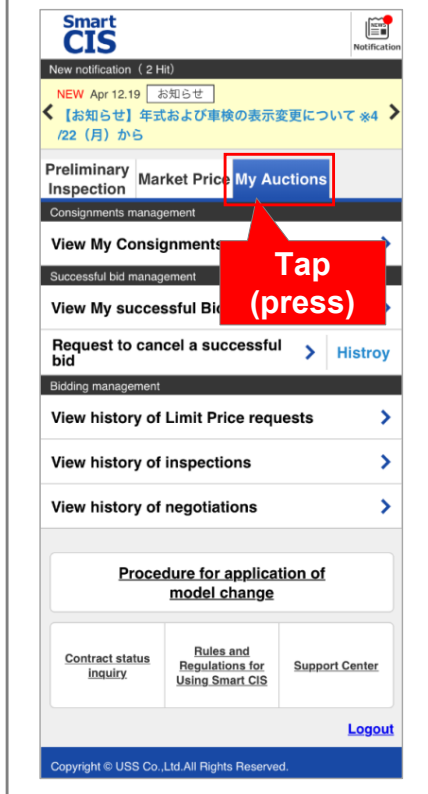 Smart
CIS
NEWS
Notification
New notification ( 2 Hit)
NEW Apr 12.19 お知らせ
【お知らせ】年式および車検の表示変更について ※4
/22（月）から
Preliminary
Inspection
Market Price
My Auctions
Consignments management
View My Consignments
Tap
(press)
Successful bid manag
View My successful Bi
Request to cancel a successful
bid
Histroy
Bidding management
View history of Limit Price requests
View history of inspections
View history of negotiations
Procedure for application of
model change
Contract status
inquiry
Rules and
Regulations for
Using Smart CIS
Support Center
Logout
Copyright © USS Co.,Ltd.All Rights Reserved.